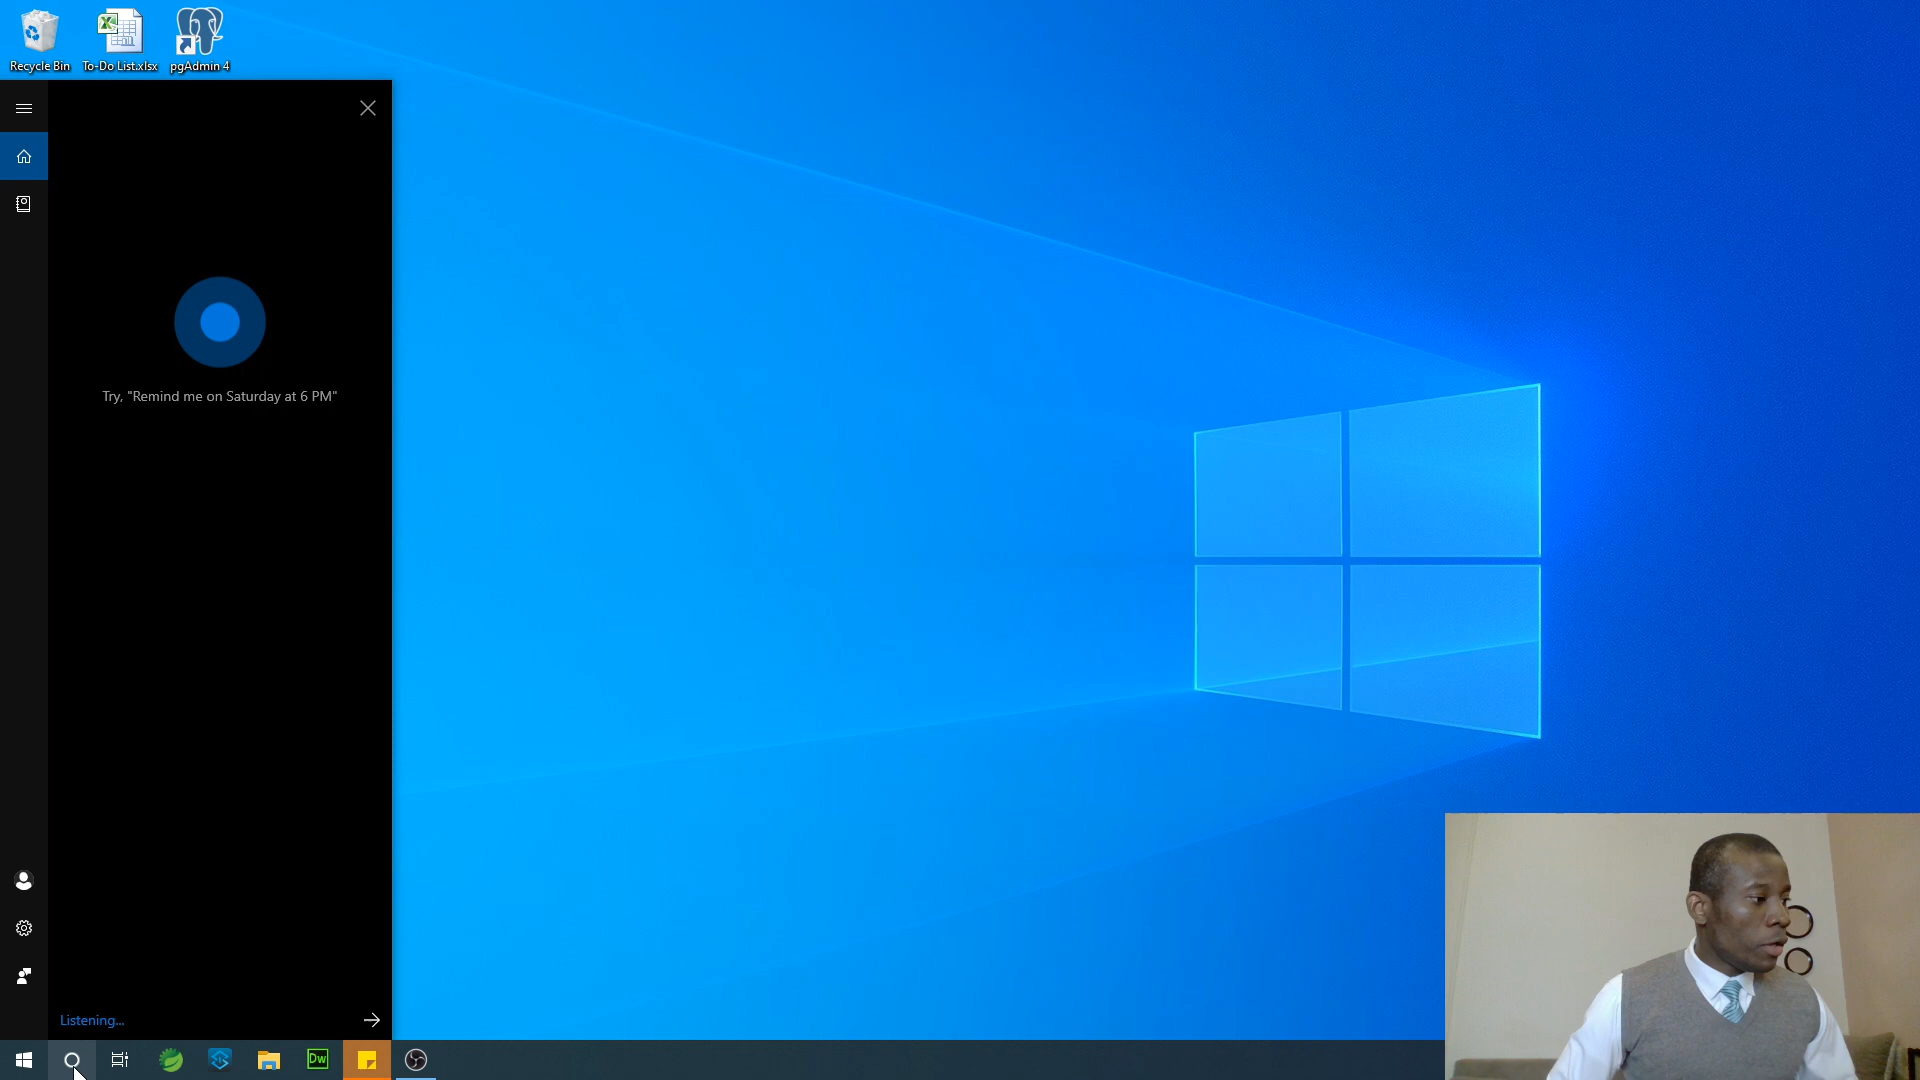 Recycle Bin
To-Do List.xlsx
pgAdmin 4
Try, "Remind me on Saturday at 6 PM"
Listening...
Dw